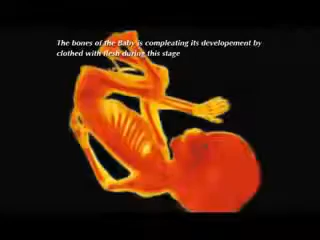 The bones of the Baby is compleating its developement by
clothed with flesh during this stage